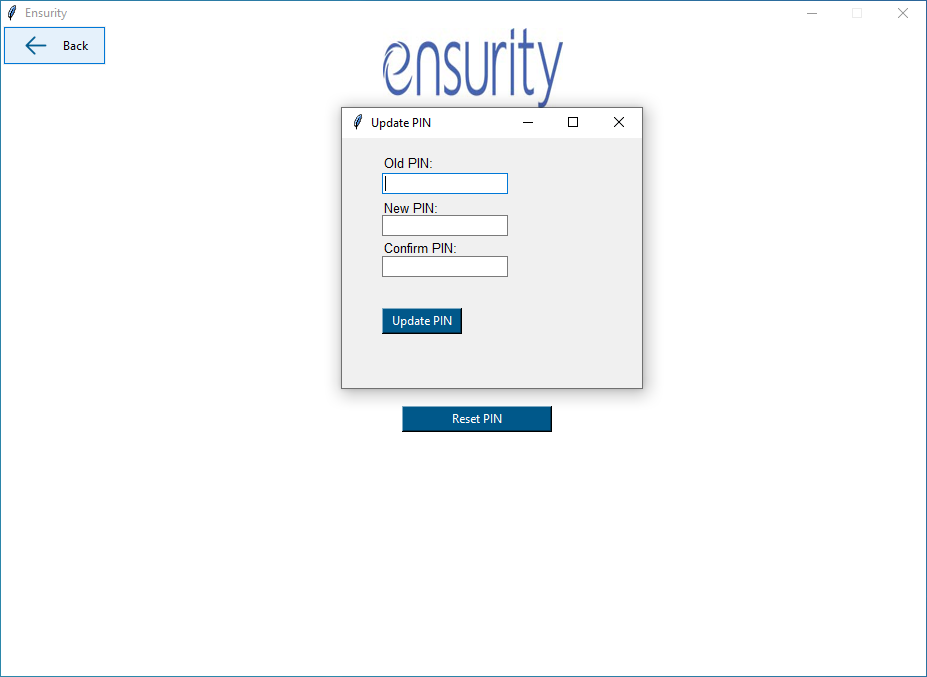 Ensurity
Back
ensurity
Update PIN
Old PIN:
New PIN:
Confirm PIN:
Update PIN
Reset PIN